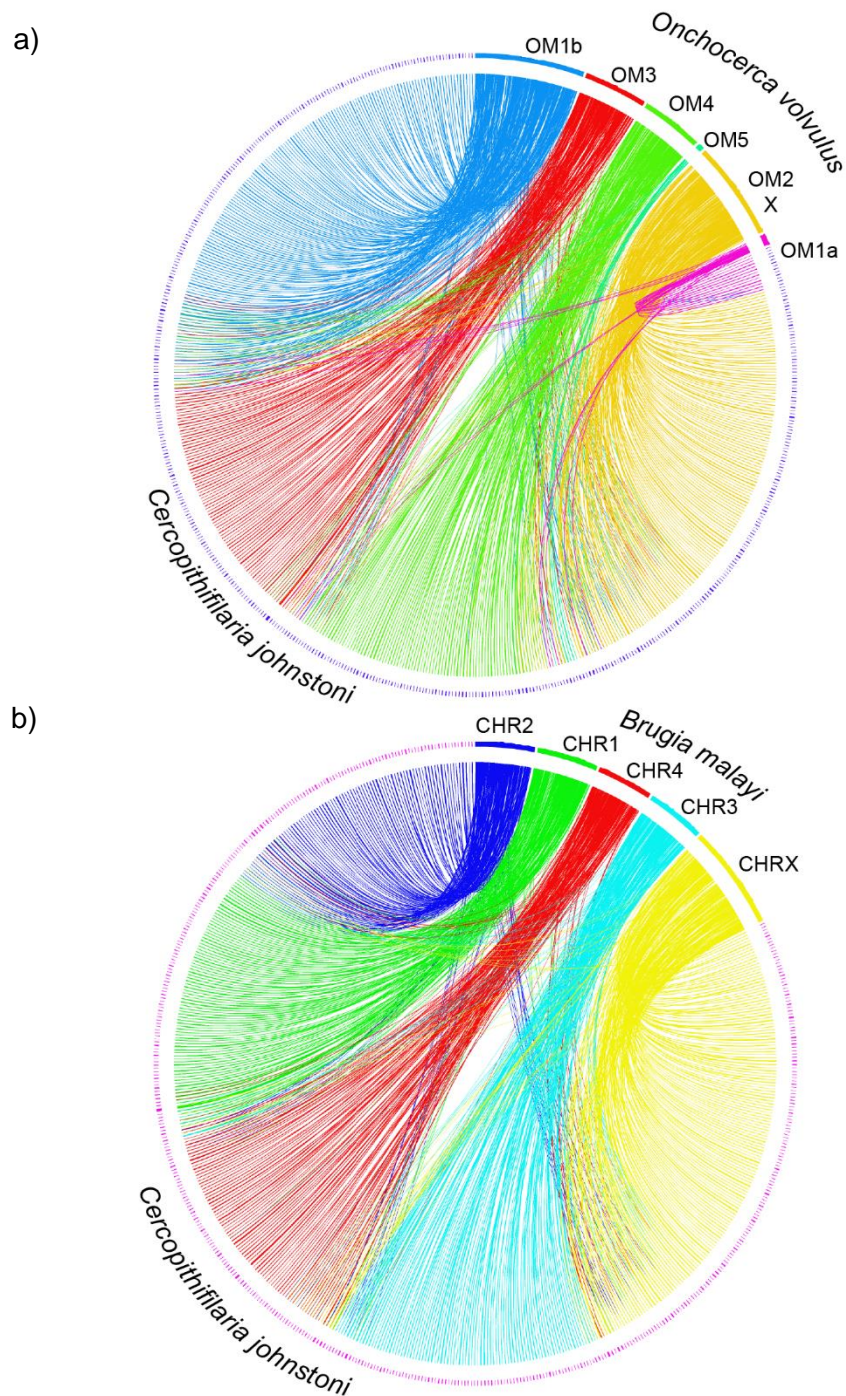 a)
OM1b
OM3
OM4
OM5
OM2
X
OM1a
Onchocerca volvulus
Cercopithifilaria johnstoni
b)
CHR2
CHR1
CHR4
CHR3
CHRX
Brugia malayi
Cercopithifilaria johnstoni